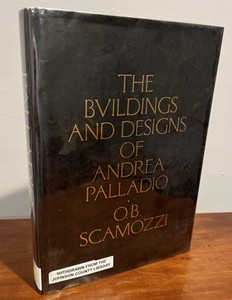 THE
BVILDINGS
AND DESIGNS
OF
ANDREA
PALLADIO
·
O.B.
SCAMOZZI
WITHDRAWN FROM THE
JOHNSON COUNTY LIBRARY